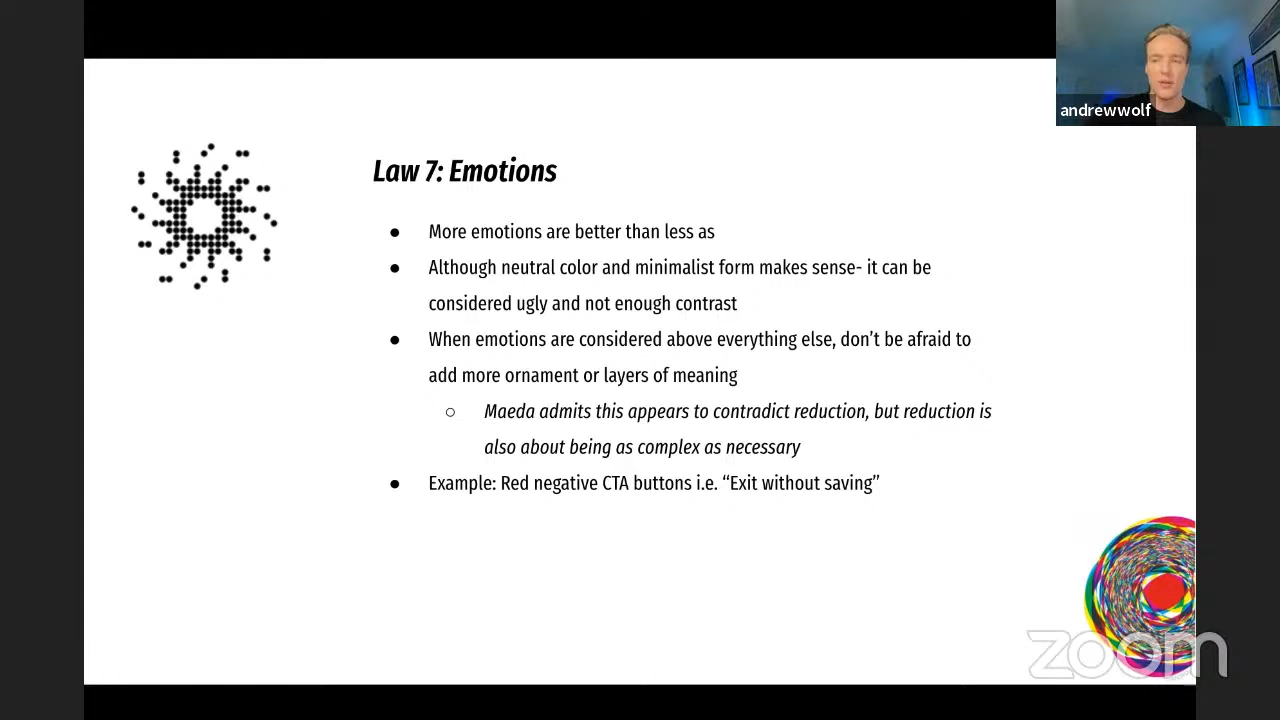 andrewwolf
Law 7: Emotions
● More emotions are better than less as
● Although neutral color and minimalist form makes sense- it can be
considered ugly and not enough contrast
● When emotions are considered above everything else, don’t be afraid to
add more ornament or layers of meaning
○ Maeda admits this appears to contradict reduction, but reduction is
also about being as complex as necessary
● Example: Red negative CTA buttons i.e. “Exit without saving”
zoom